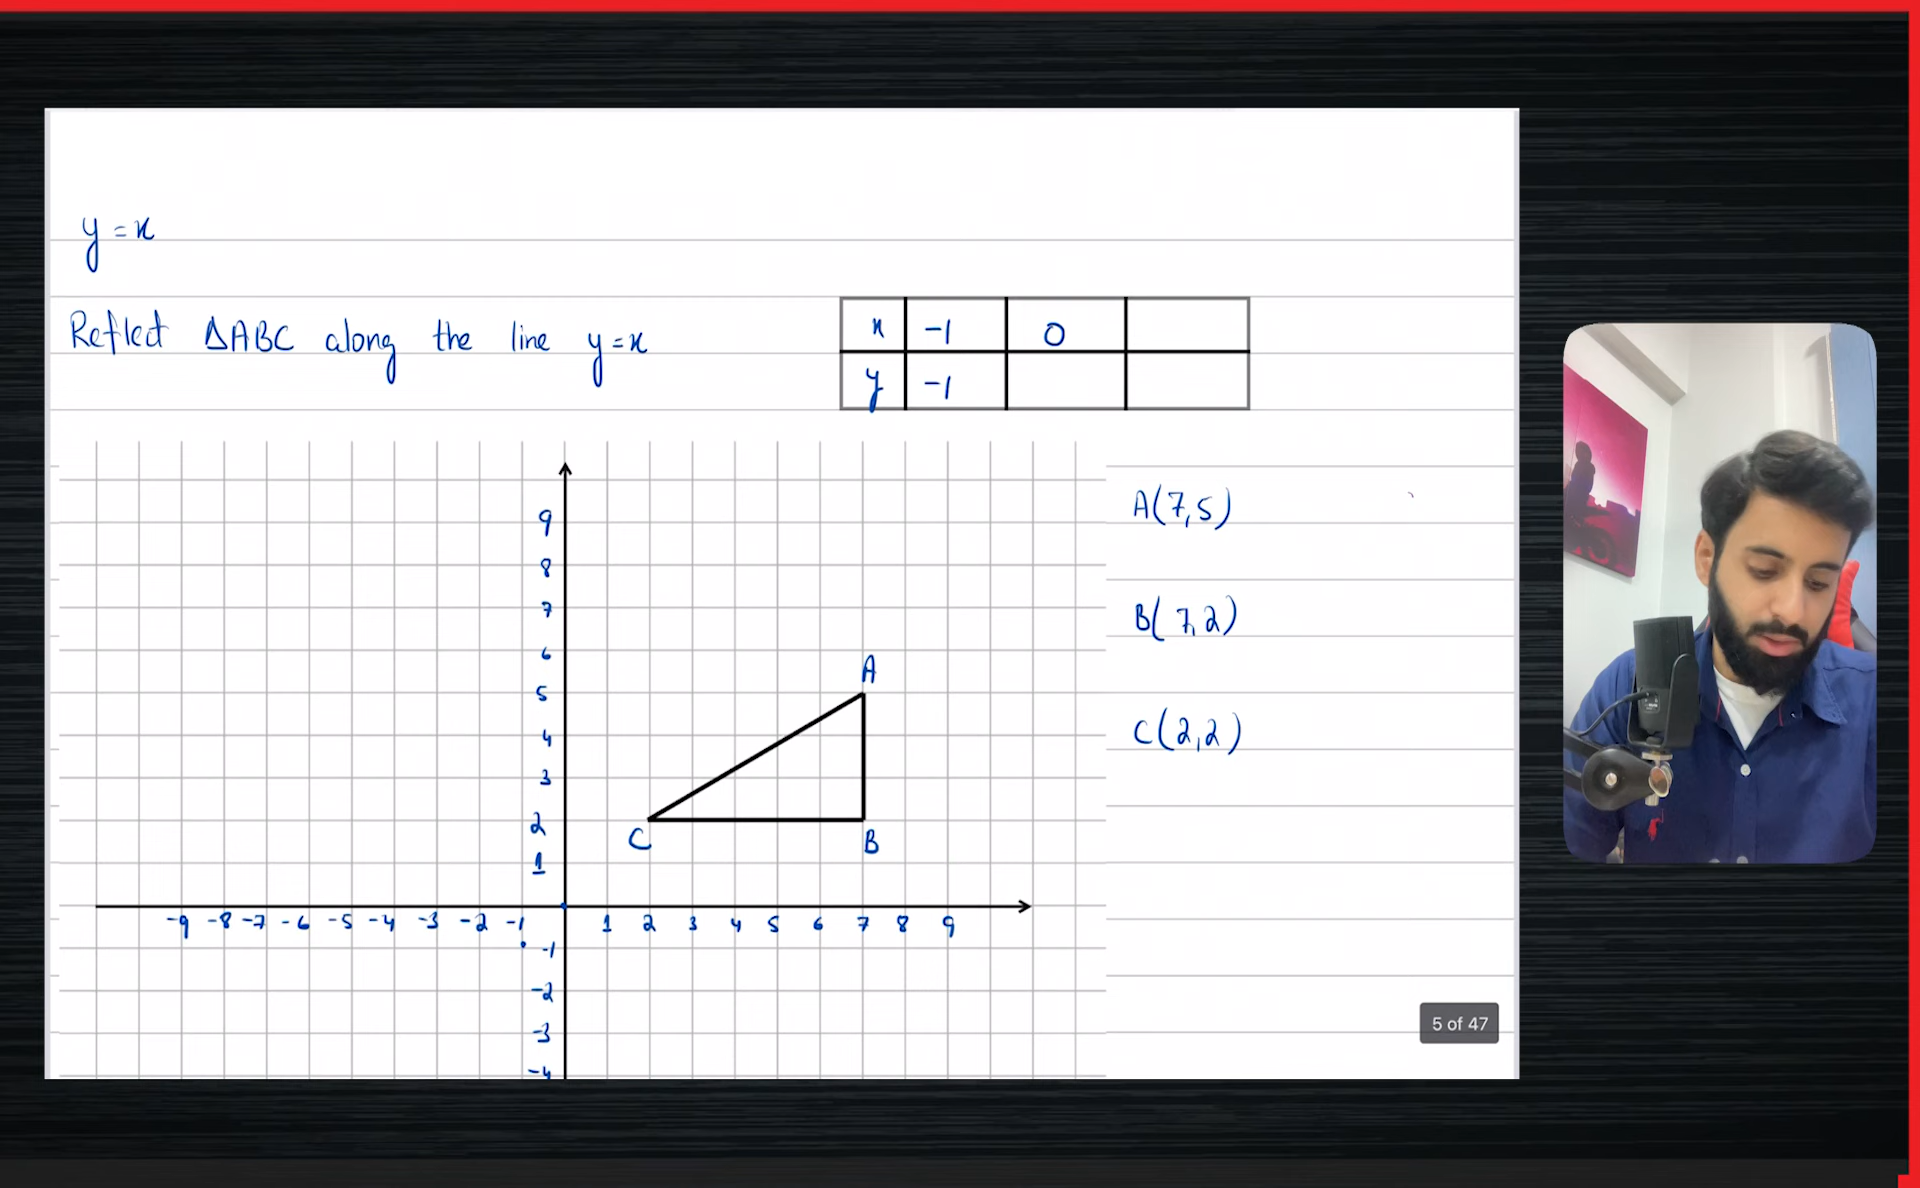 y = x
Reflect ΔABC along the line y = x
x -1 0
y -1
9
8
7
6
5
4
3
2
1
A
B
C
-9 -8 -7 -6 -5 -4 -3 -2 -1 1 2 3 4 5 6 7 8 9
-1
-2
-3
-4
A(7,5)
B(7,2)
C(2,2)
5 of 47